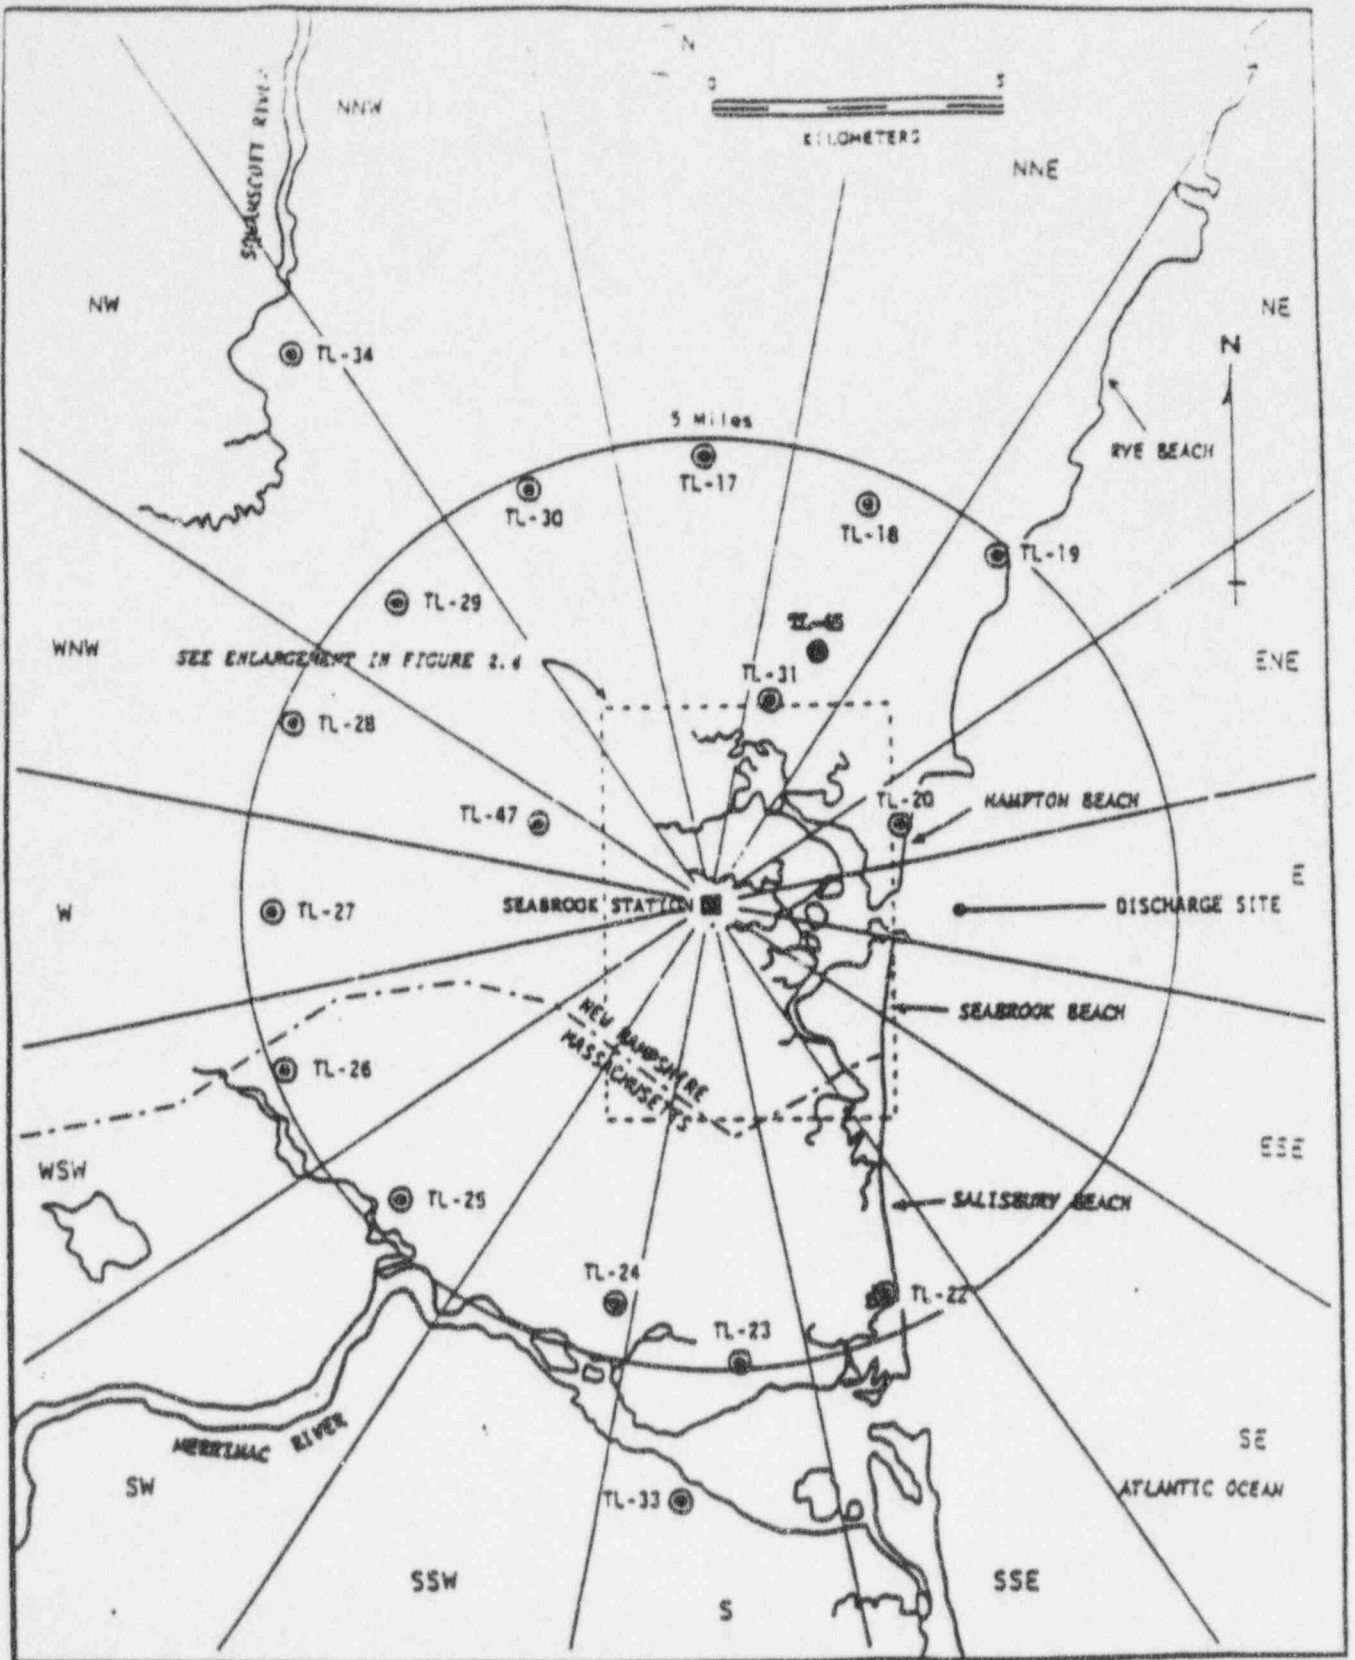 N
0 5
KILOMETERS
NNW
SQUAMSCOTT RIVER
NNE
NW
NE
TL-34
N
5 Miles
RYE BEACH
TL-17
TL-30
TL-18
TL-19
TL-29
TL-45
WNW
SEE ENLARGEMENT IN FIGURE 2.4
ENE
TL-31
TL-28
TL-20
HAMPTON BEACH
TL-47
E
SEABROOK STATION
DISCHARGE SITE
W
TL-27
SEABROOK BEACH
NEW HAMPSHIRE
MASSACHUSETTS
TL-26
ESE
WSW
TL-25
SALISBURY BEACH
TL-24
TL-22
TL-23
MERRIMAC RIVER
SE
SW
ATLANTIC OCEAN
TL-33
SSW
SSE
S